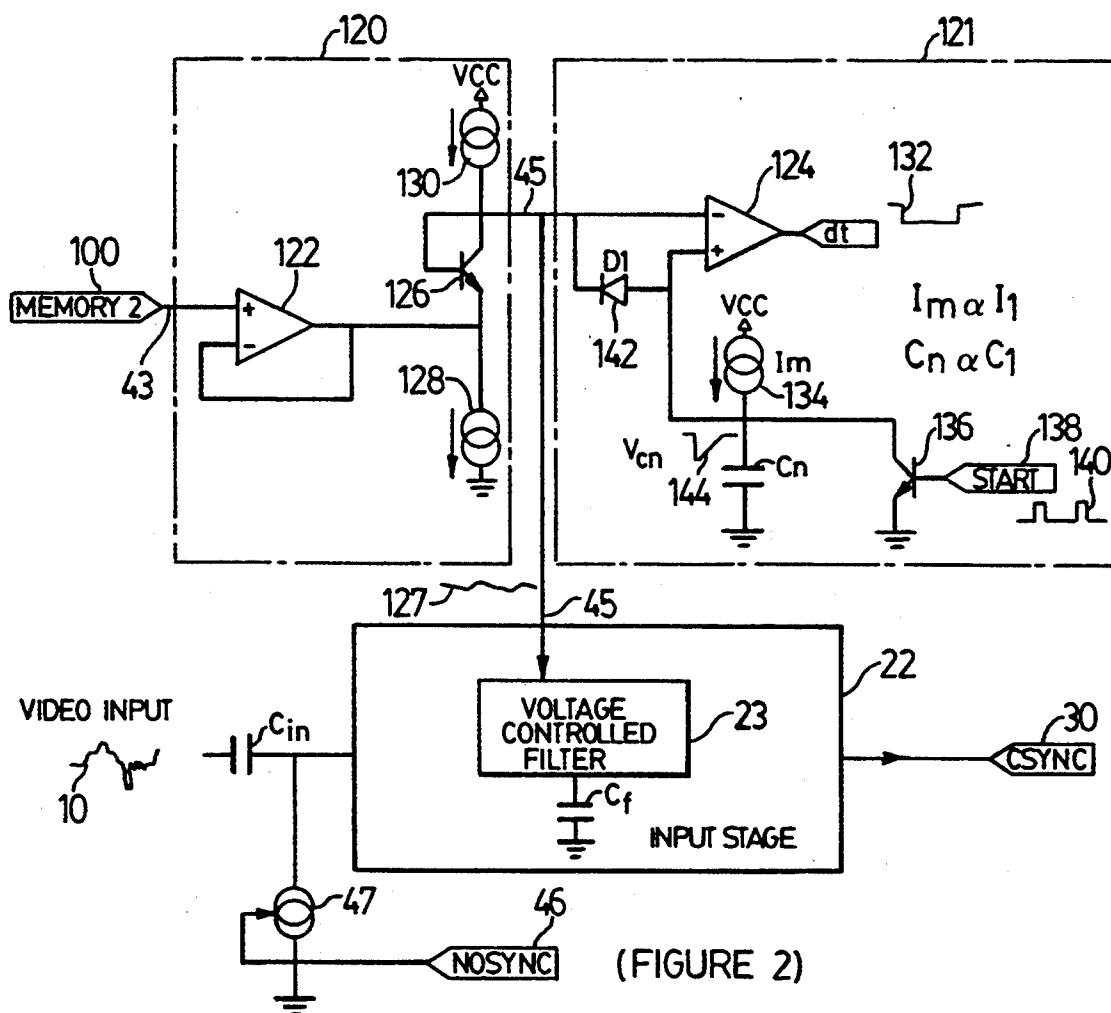 120
121
VCC
130
45
124
132
100
MEMORY 2
43
122
+
-
126
-
+
dt
D1
142
VCC
Im
134
Im α I1
Cn α C1
128
Vcn
144
Cn
136
138
START
140
127
45
22
VIDEO INPUT
Cin
10
VOLTAGE
CONTROLLED
FILTER
23
Cf
INPUT STAGE
30
CSYNC
47
46
NOSYNC
(FIGURE 2)